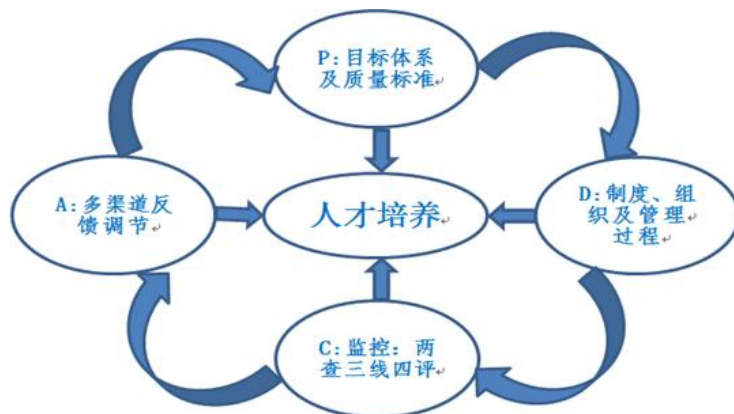 P:目标体系
及质量标准
A:多渠道反
馈调节
人才培养
D:制度、组
织及管理
过程
C:监控：两
查三线四评